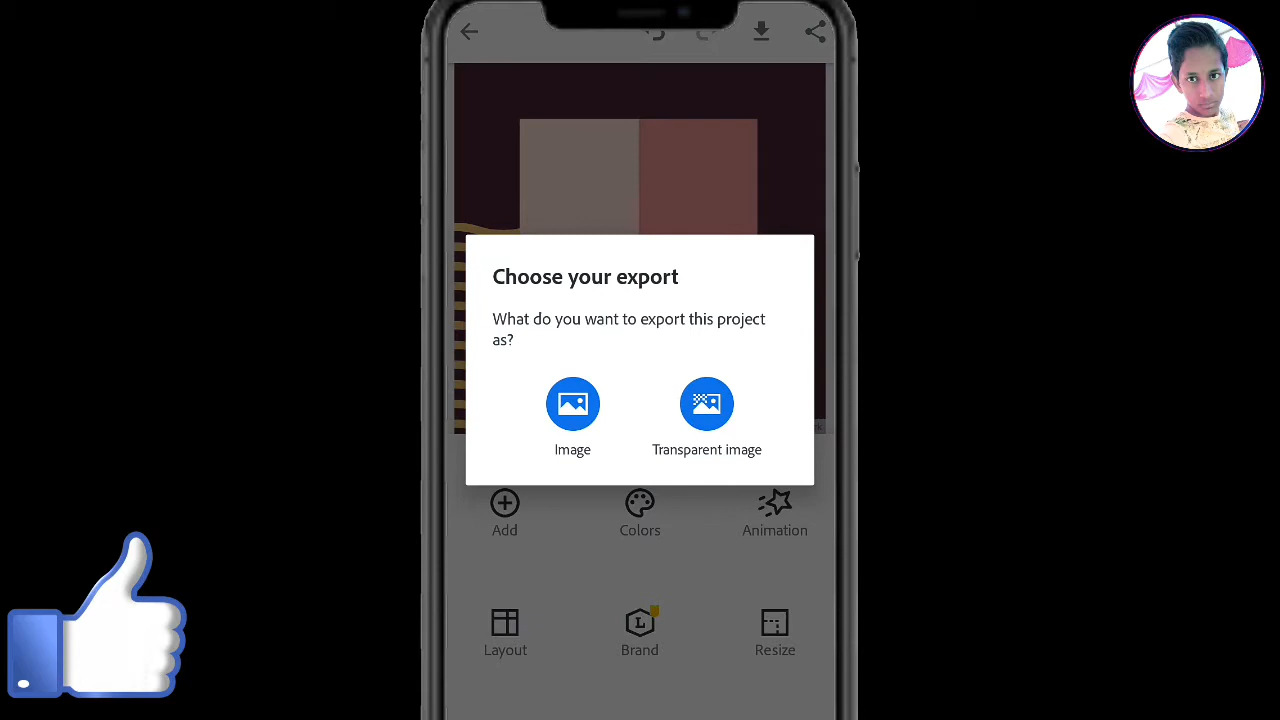 Choose your export
What do you want to export this project
as?
Image
Transparent image
Add
Colors
Animation
L
Layout
Brand
Resize